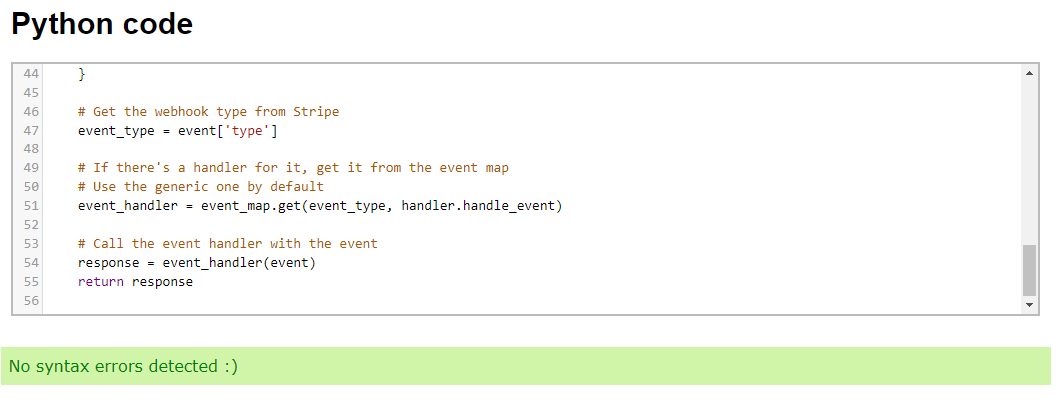 Python code
44 }
45
46 # Get the webhook type from Stripe
47 event_type = event['type']
48
49 # If there's a handler for it, get it from the event map
50 # Use the generic one by default
51 event_handler = event_map.get(event_type, handler.handle_event)
52
53 # Call the event handler with the event
54 response = event_handler(event)
55 return response
56
No syntax errors detected :)